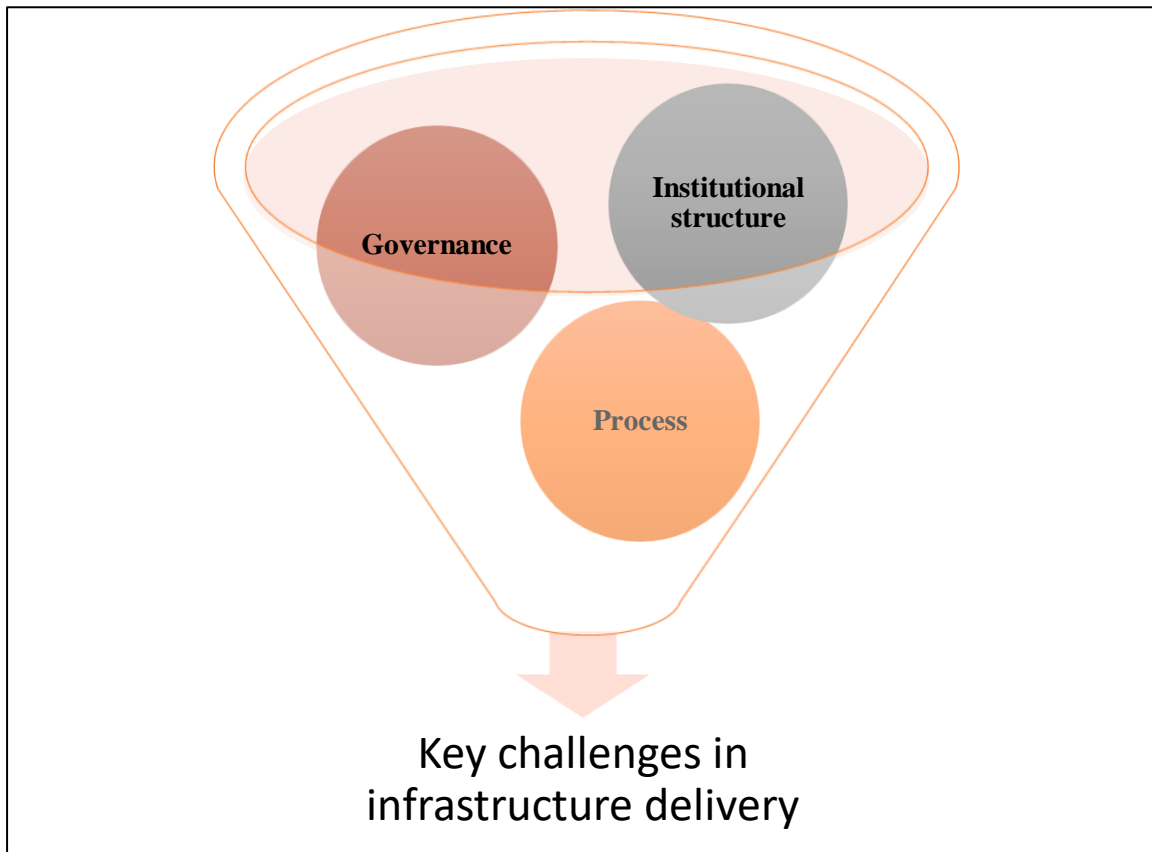 Governance
Institutional
structure
Process
Key challenges in
infrastructure delivery